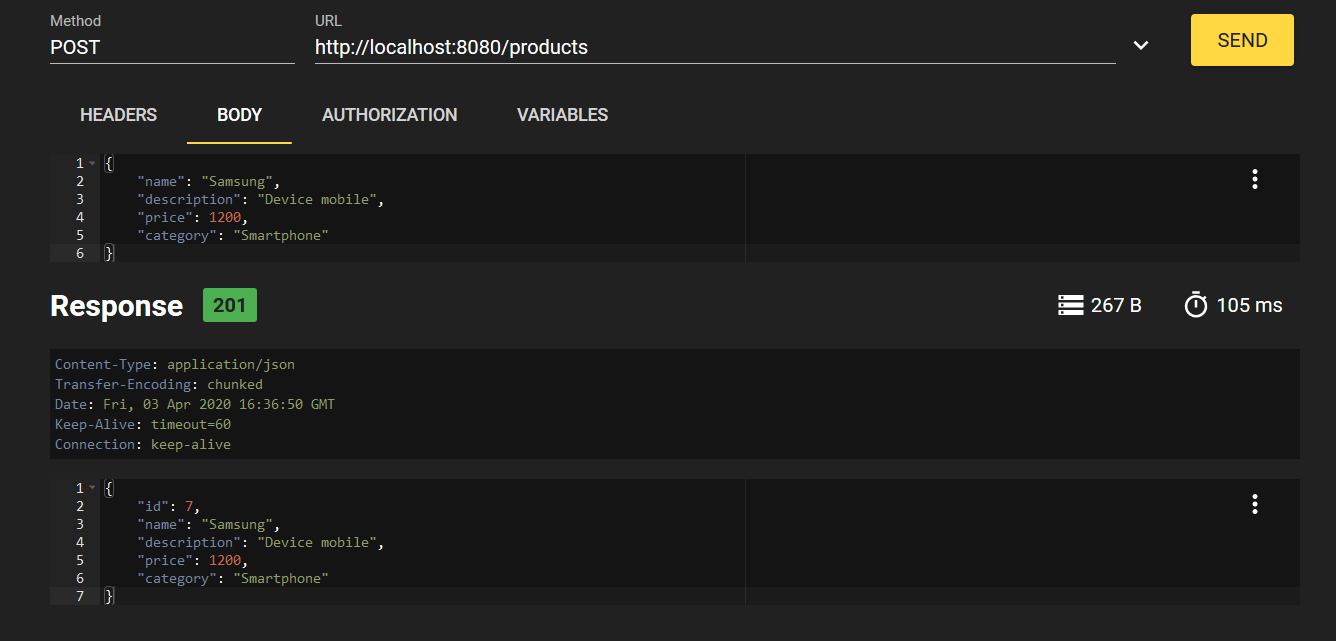 Method
URL
POST
http://localhost:8080/products
SEND
HEADERS
BODY
AUTHORIZATION
VARIABLES
1 {
2 "name": "Samsung",
3 "description": "Device mobile",
4 "price": 1200,
5 "category": "Smartphone"
6 }
Response 201 267 B 105 ms
Content-Type: application/json
Transfer-Encoding: chunked
Date: Fri, 03 Apr 2020 16:36:50 GMT
Keep-Alive: timeout=60
Connection: keep-alive
1 {
2 "id": 7,
3 "name": "Samsung",
4 "description": "Device mobile",
5 "price": 1200,
6 "category": "Smartphone"
7 }